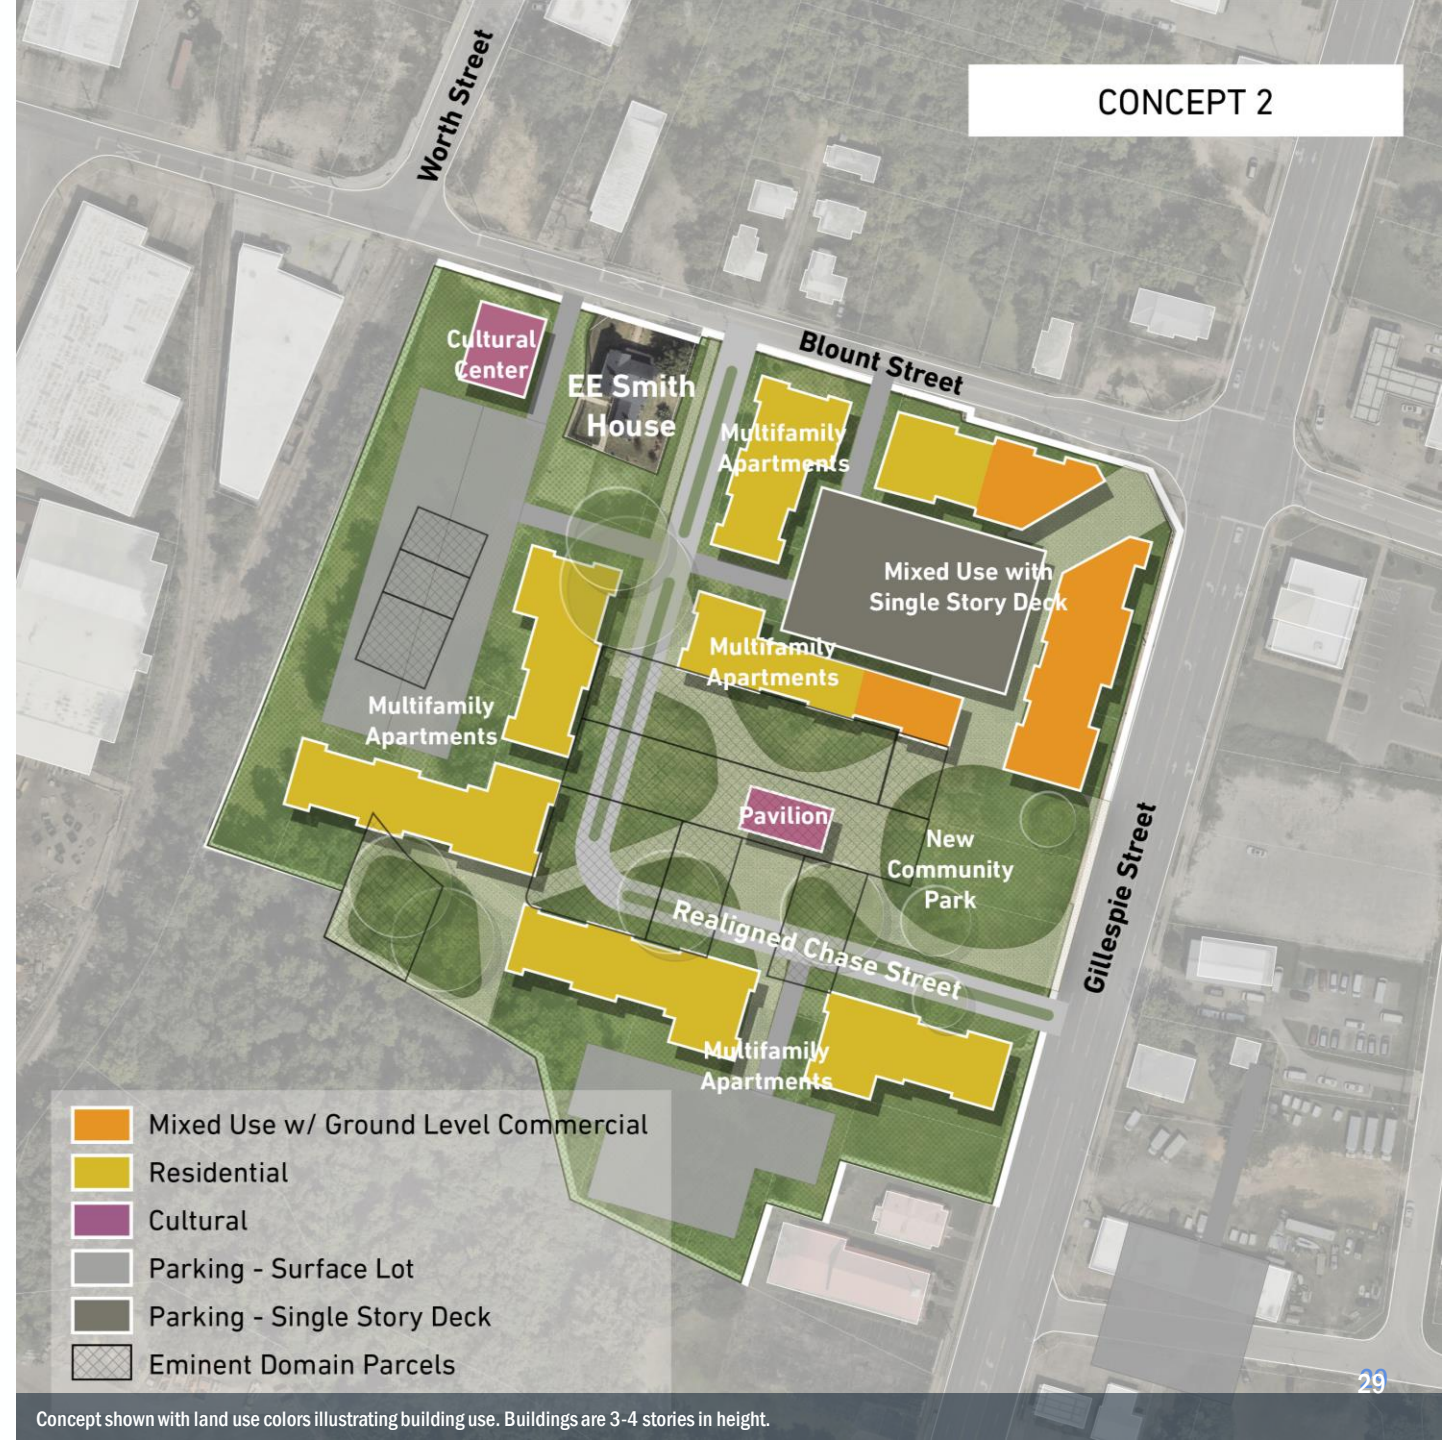 CONCEPT 2
Worth Street
Blount Street
Cultural
Center
EE Smith
House
Multifamily
Apartments
Mixed Use with
Single Story Deck
Multifamily
Apartments
Multifamily
Apartments
Pavilion
New
Community
Park
Gillespie Street
Realigned Chase Street
Multifamily
Apartments
Mixed Use w/ Ground Level Commercial
Residential
Cultural
Parking - Surface Lot
Parking - Single Story Deck
Eminent Domain Parcels
29
Concept shown with land use colors illustrating building use. Buildings are 3-4 stories in height.